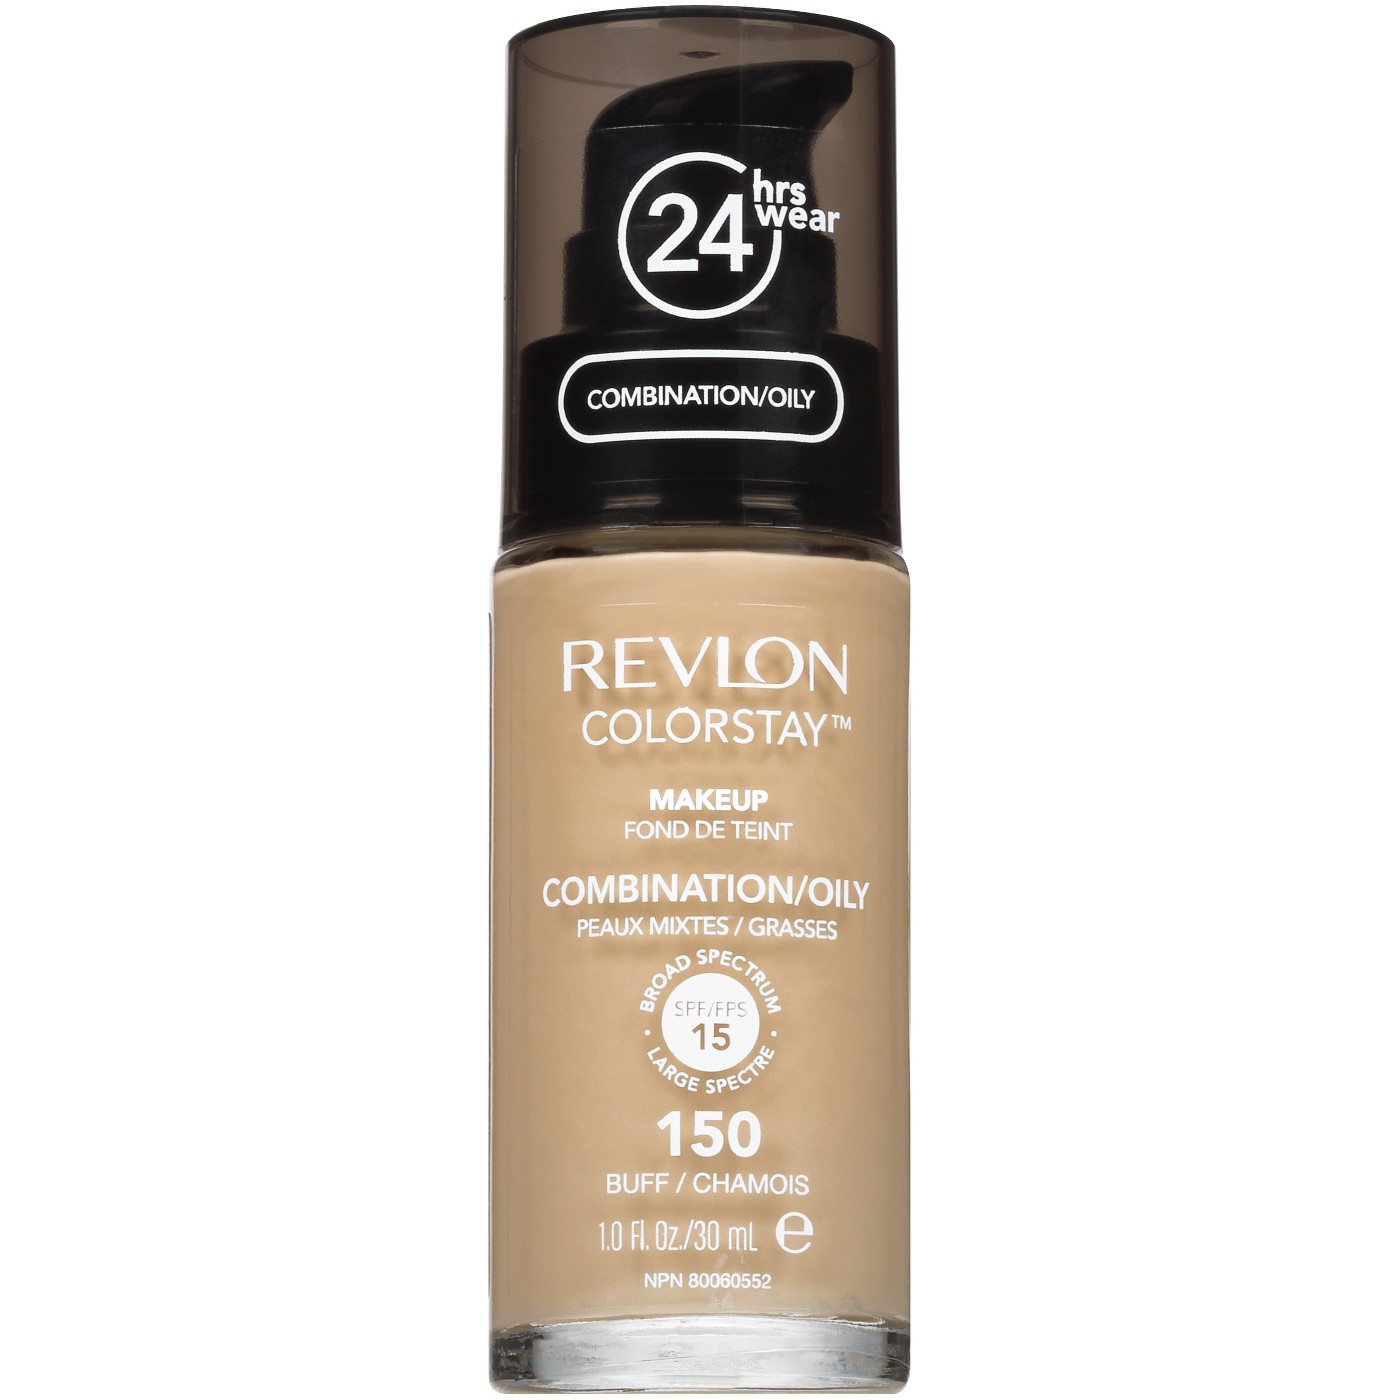 24 hrs wear
COMBINATION/OILY
REVLON
COLORSTAY™
MAKEUP
FOND DE TEINT
COMBINATION/OILY
PEAUX MIXTES / GRASSES
BROAD SPECTRUM
SPF/FPS
15
• LARGE SPECTRE •
150
BUFF / CHAMOIS
1.0 Fl. Oz./30 mL ℮
NPN 80060552